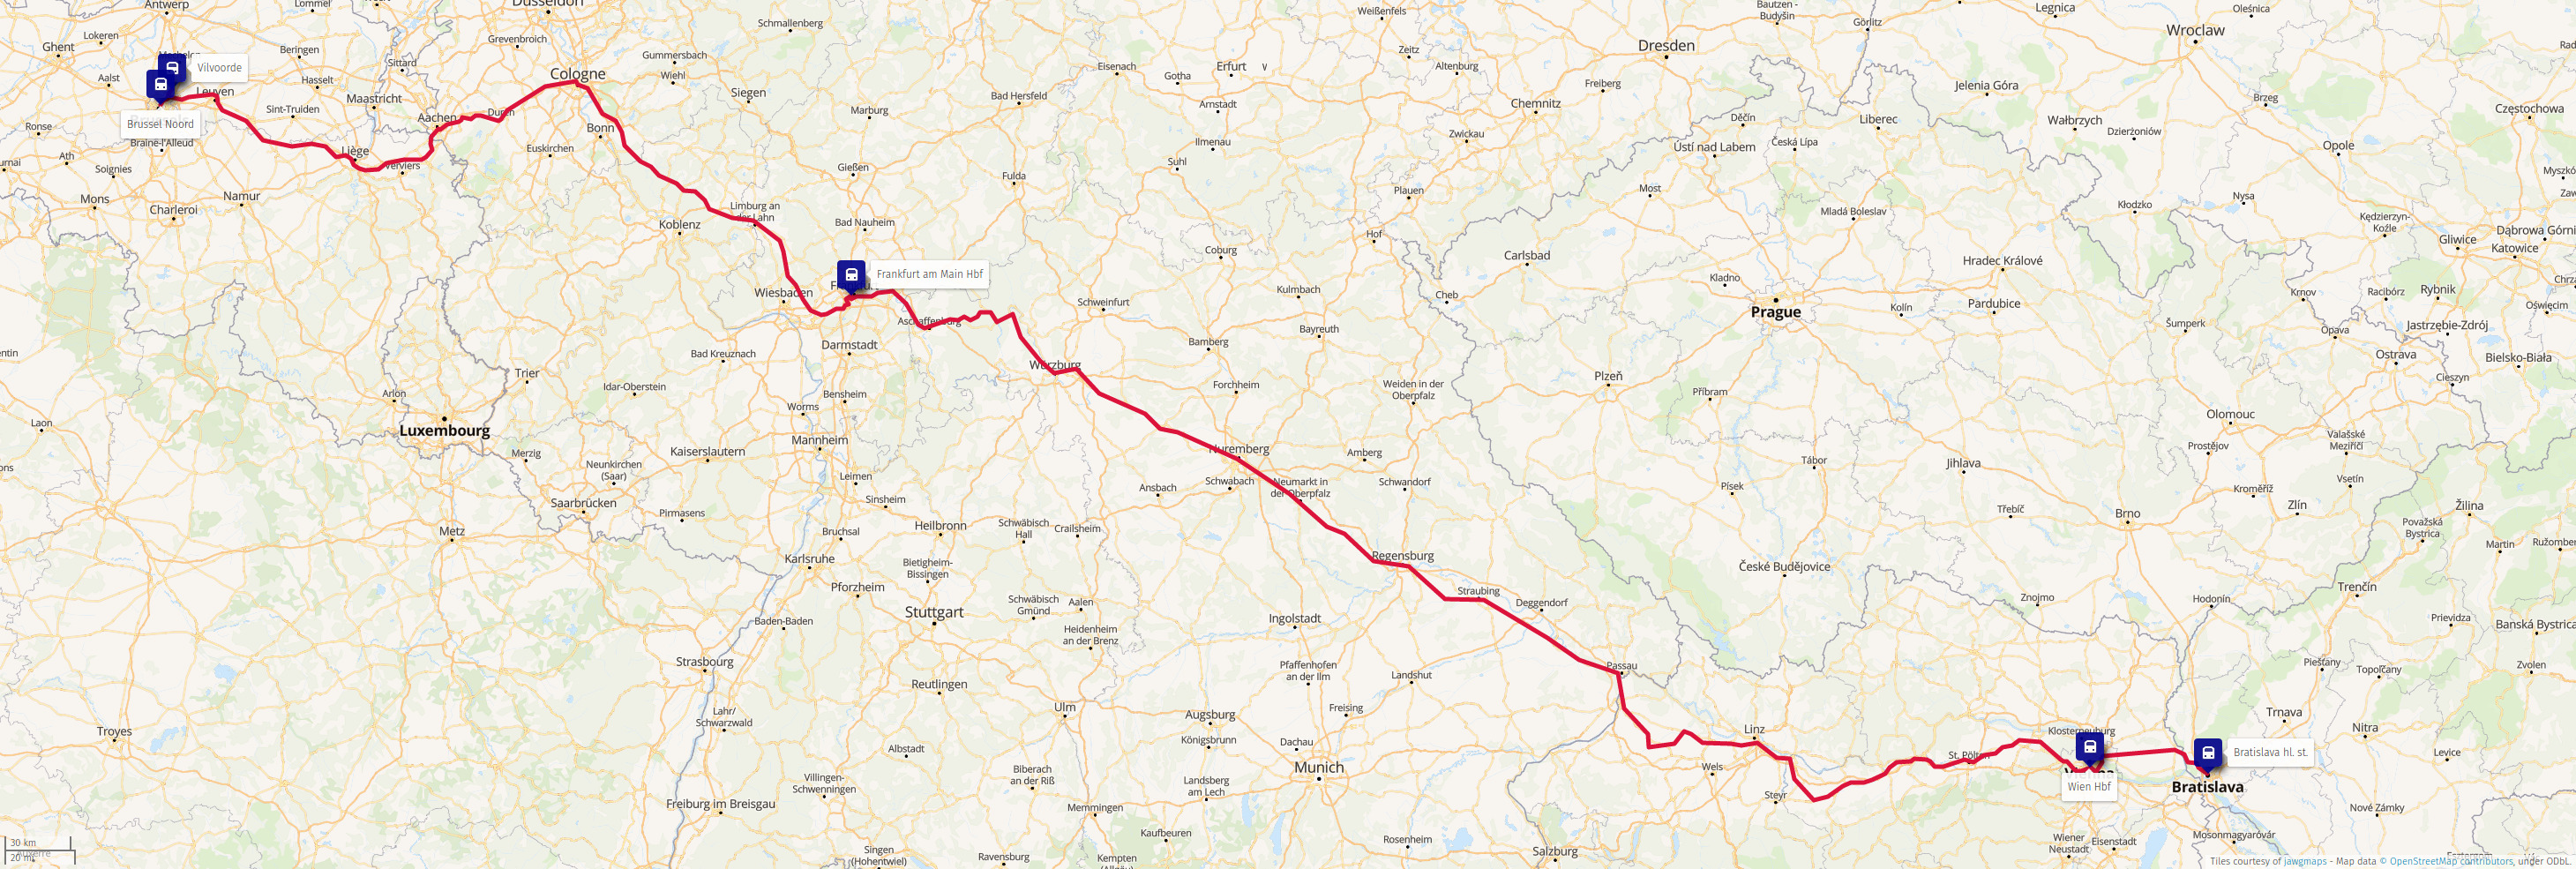 Antwerp
Lommel
Düsseldorf
Weißenfels
Bautzen -
Budyšin
Legnica
Oleśnica
Lokeren
Ghent
Beringen
Grevenbroich
Schmallenberg
Görlitz
Wroclaw
Dresden
Mechelen
Vilvoorde
Sittard
Gummersbach
Zeitz
Aalst
Hasselt
Cologne
Wiehl
Eisenach
Gotha
Erfurt
Altenburg
Freiberg
Jelenia Góra
Leuven
Maastricht
Siegen
Bad Hersfeld
Arnstadt
Chemnitz
Brzeg
Częstochowa
Sint-Truiden
Düren
Marburg
Děčín
Liberec
Wałbrzych
Brussel Noord
Aachen
Ronse
Bonn
Zwickau
Dzierżoniów
Braine-l'Alleud
Liège
Euskirchen
Ilmenau
Ústí nad Labem
Česká Lípa
Opole
Ath
Soignies
Verviers
Gießen
Suhl
Fulda
Most
Plauen
Mons
Namur
Charleroi
Limburg an
der Lahn
Koblenz
Bad Nauheim
Mladá Boleslav
Kłodzko
Nysa
Kędzierzyn-
Koźle
Hof
Coburg
Dąbrowa Górni
Gliwice
Katowice
Carlsbad
Hradec Králové
Frankfurt am Main Hbf
Kladno
Wiesbaden
Kulmbach
Cheb
Schweinfurt
Prague
Kolín
Pardubice
Krnov
Racibórz
Rybnik
Oświęcim
Aschaffenburg
Bayreuth
Šumperk
Opava
Jastrzębie-Zdrój
Darmstadt
Bamberg
Bad Kreuznach
Ostrava
Bielsko-Biała
Würzburg
Trier
Plzeň
Cieszyn
Idar-Oberstein
Forchheim
Weiden in der
Oberpfalz
Příbram
Arlon
Bensheim
Worms
Laon
Luxembourg
Olomouc
Mannheim
Valašské
Meziříčí
Merzig
Kaiserslautern
Nuremberg
Amberg
Prostějov
Neunkirchen
(Saar)
Tábor
Jihlava
Leimen
Schwabach
Neumarkt in
der Oberpfalz
Schwandorf
Ansbach
Písek
Vsetín
Kroměříž
Saarbrücken
Sinsheim
Pirmasens
Třebíč
Brno
Zlín
Žilina
Metz
Bruchsal
Heilbronn
Schwäbisch
Hall
Crailsheim
Považská
Bystrica
Martin
Ružomber
Karlsruhe
Bietigheim-
Bissingen
Regensburg
České Budějovice
Pforzheim
Straubing
Trenčín
Stuttgart
Schwäbisch
Gmünd
Aalen
Deggendorf
Znojmo
Hodonín
Baden-Baden
Heidenheim
an der Brenz
Ingolstadt
Prievidza
Banská Bystrica
Strasbourg
Pfaffenhofen
an der Ilm
Passau
Piešťany
Topoľčany
Zvolen
Reutlingen
Landshut
Lahr/
Schwarzwald
Ulm
Augsburg
Freising
Trnava
Troyes
Linz
Klosterneuburg
Nitra
Königsbrunn
Dachau
Albstadt
St. Pölten
Bratislava hl. st.
Levice
Biberach
an der Riß
Munich
Wels
Vienna
Villingen-
Schwenningen
Landsberg
am Lech
Wien Hbf
Bratislava
Steyr
Freiburg im Breisgau
Memmingen
Nové Zámky
Kaufbeuren
Rosenheim
Wiener
Neustadt
Eisenstadt
Mosonmagyaróvár
30 km
20 mi
Auxerre
Singen
(Hohentwiel)
Ravensburg
Kempten
(Allgäu)
Salzburg
Tiles courtesy of jawgmaps - Map data © OpenStreetMap contributors, under ODbL.